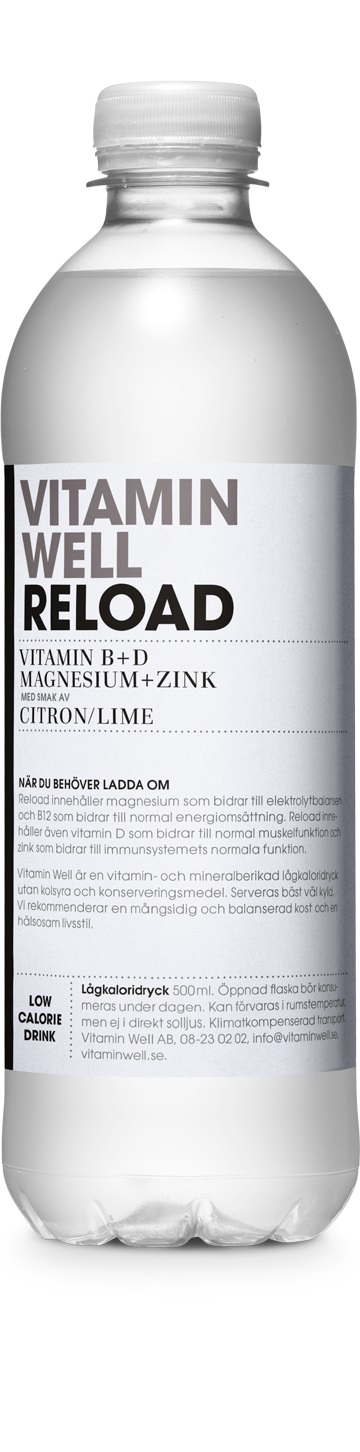 VITAMIN
WELL
RELOAD
VITAMIN B+D
MAGNESIUM+ZINK
MED SMAK AV
CITRON/LIME
NÄR DU BEHÖVER LADDA OM
Reload innehåller magnesium som bidrar till elektrolytbalansen
och B12 som bidrar till normal energiomsättning. Reload inne-
håller även vitamin D som bidrar till normal muskelfunktion och
zink som bidrar till immunsystemets normala funktion.
Vitamin Well är en vitamin- och mineralberikad lågkaloridryck
utan kolsyra och konserveringsmedel. Serveras bäst väl kyld.
Vi rekommenderar en mångsidig och balanserad kost och en
hälsosam livsstil.
LOW
CALORIE
DRINK
Lågkaloridryck 500ml. Öppnad flaska bör konsu-
meras under dagen. Kan förvaras i rumstemperatur,
men ej i direkt solljus. Klimatkompenserad transport.
Vitamin Well AB, 08-23 02 02, info@vitaminwell.se,
vitaminwell.se.